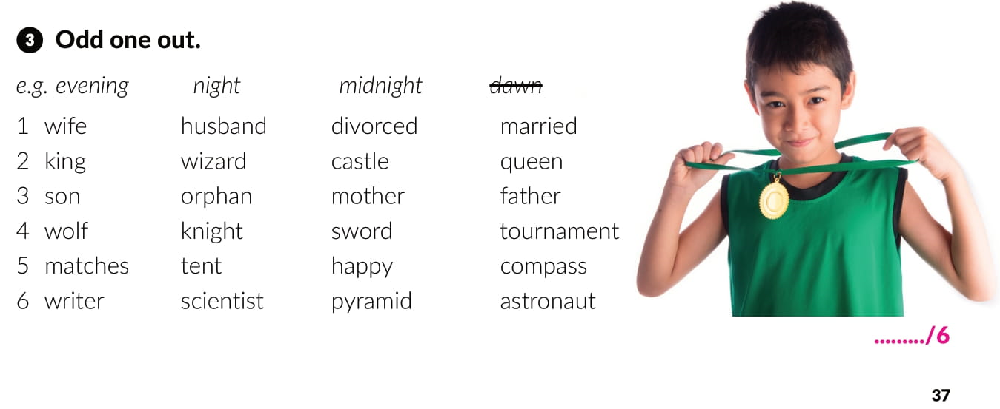 3 Odd one out.
e.g. evening night midnight dawn
1 wife husband divorced married
2 king wizard castle queen
3 son orphan mother father
4 wolf knight sword tournament
5 matches tent happy compass
6 writer scientist pyramid astronaut
........./6
37